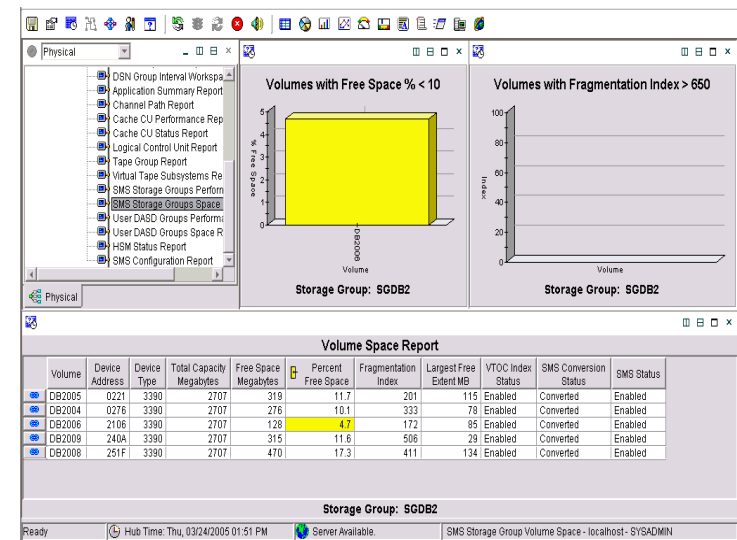 Physical
DSN Group Interval Workspa
Application Summary Report
Channel Path Report
Cache CU Performance Rep
Cache CU Status Report
Logical Control Unit Report
Tape Group Report
Virtual Tape Subsystems Re
SMS Storage Groups Perforn
SMS Storage Groups Space
User DASD Groups Performa
User DASD Groups Space R
HSM Status Report
SMS Configuration Report
Physical
Volumes with Free Space % < 10
% Free Space
5
4
3
2
1
0
DB2006
Volume
Storage Group: SGDB2
Volumes with Fragmentation Index > 650
Index
100
80
60
40
20
0
Volume
Storage Group: SGDB2
Volume Space Report
Volume Device Address Device Type Total Capacity Megabytes Free Space Megabytes Percent Free Space Fragmentation Index Largest Free Extent MB VTOC Index Status SMS Conversion Status SMS Status
DB2005 0221 3390 2707 319 11.7 201 115 Enabled Converted Enabled
DB2004 0276 3390 2707 276 10.1 333 78 Enabled Converted Enabled
DB2006 2106 3390 2707 128 4.7 172 85 Enabled Converted Enabled
DB2009 240A 3390 2707 315 11.6 506 29 Enabled Converted Enabled
DB2008 251F 3390 2707 470 17.3 411 134 Enabled Converted Enabled
Storage Group: SGDB2
Ready Hub Time: Thu, 03/24/2005 01:51 PM Server Available. SMS Storage Group Volume Space - localhost - SYSADMIN